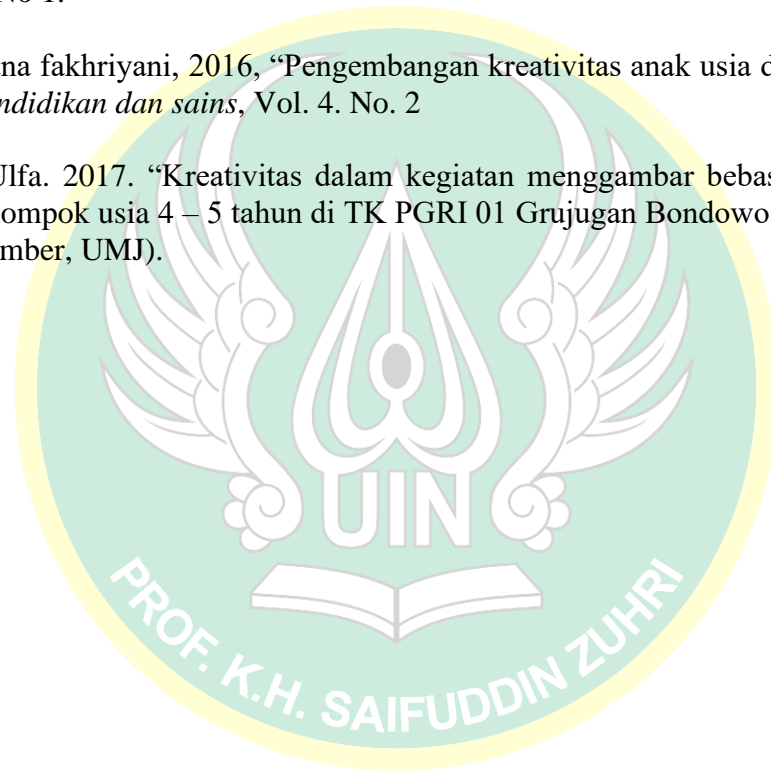 No 1.
na fakhriyani, 2016, “Pengembangan kreativitas anak usia d
ndidikan dan sains, Vol. 4. No. 2
Ulfa. 2017. “Kreativitas dalam kegiatan menggambar bebas
lompok usia 4 – 5 tahun di TK PGRI 01 Grujugan Bondowo
mber, UMJ).
UIN
PROF. K.H. SAIFUDDIN ZUHRI